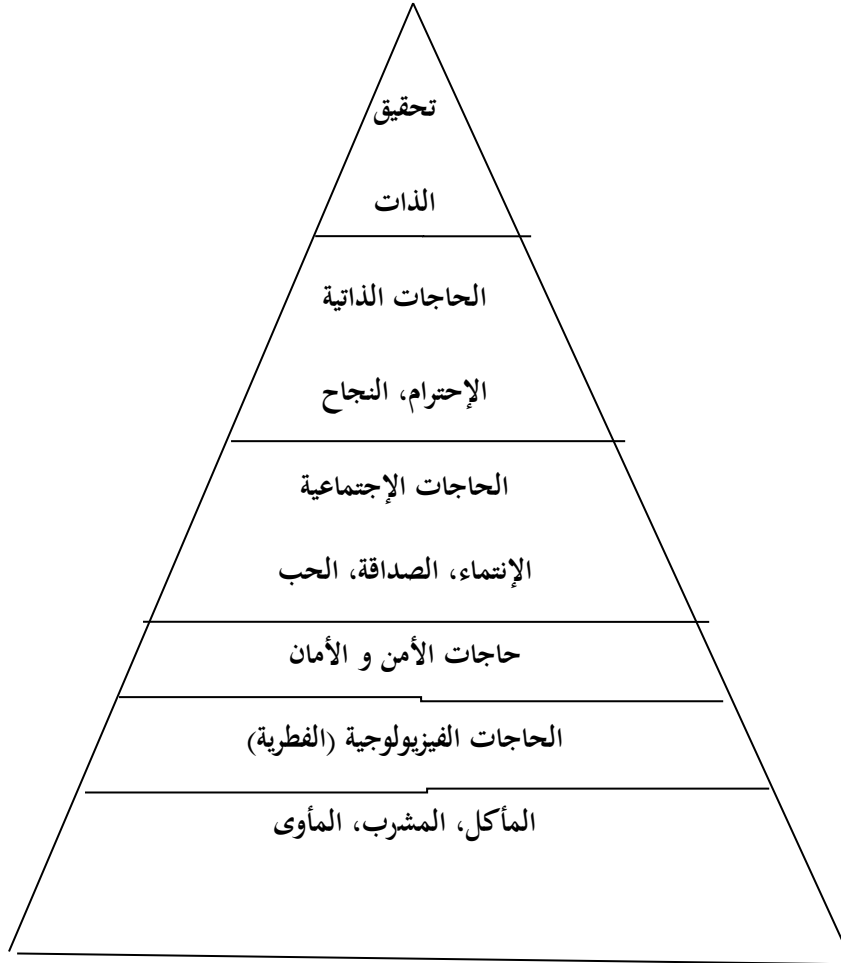 تحقيق
الذات
الحاجات الذاتية
الإحترام، النجاح
الحاجات الإجتماعية
الإنتماء، الصداقة، الحب
حاجات الأمن و الأمان
الحاجات الفيزيولوجية (الفطرية)
المأكل، المشرب، المأوى